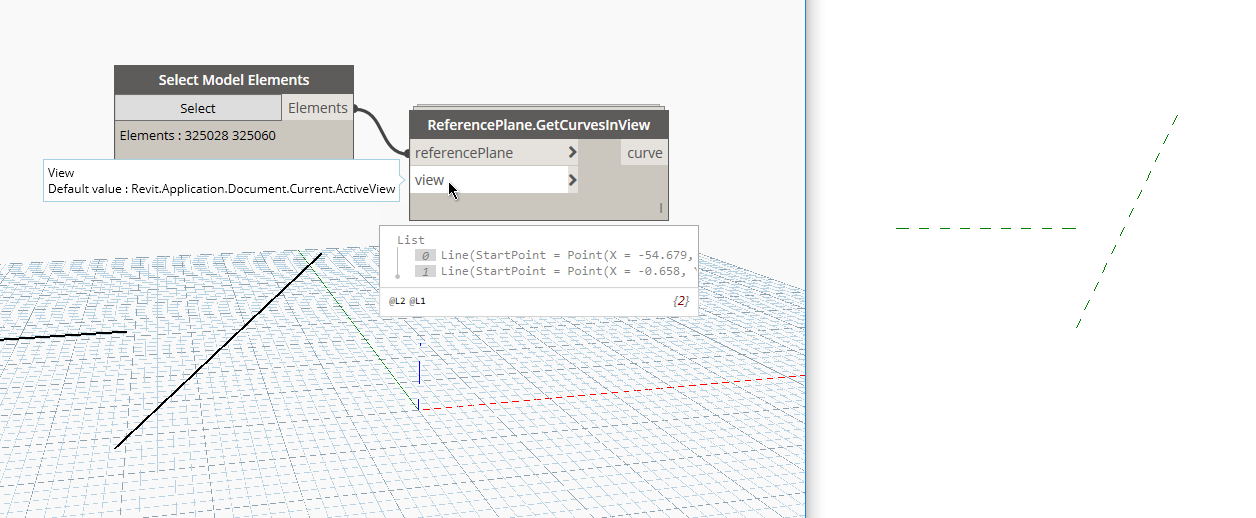 Select Model Elements
Select
Elements
Elements : 325028 325060
ReferencePlane.GetCurvesInView
referencePlane
curve
view
View
Default value : Revit.Application.Document.Current.ActiveView
List
0 Line(StartPoint = Point(X = -54.679,
1 Line(StartPoint = Point(X = -0.658,
@L2 @L1
{2}